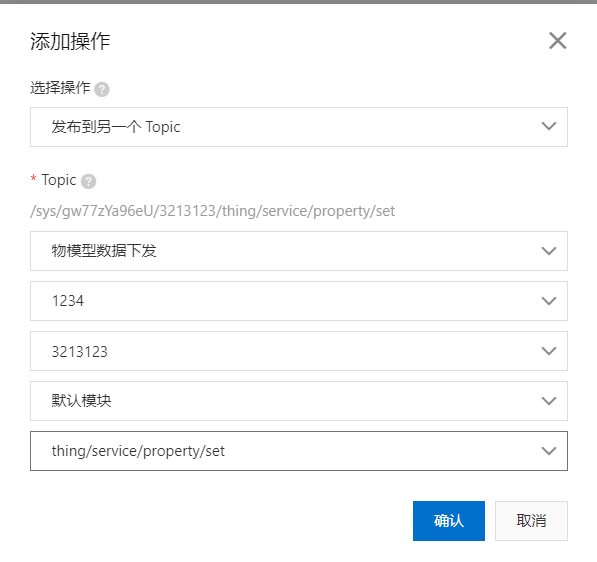 添加操作
选择操作
发布到另一个 Topic
* Topic
/sys/gw77zYa96eU/3213123/thing/service/property/set
物模型数据下发
1234
3213123
默认模块
thing/service/property/set
确认 取消